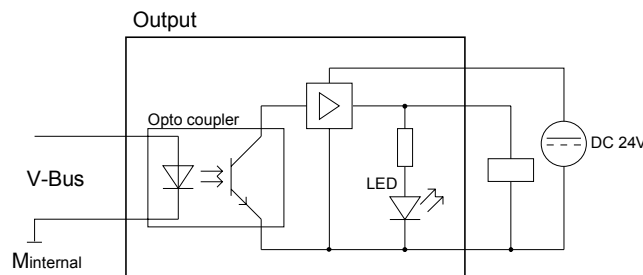 Output
Opto coupler
DC 24V
V-Bus
LED
Minternal